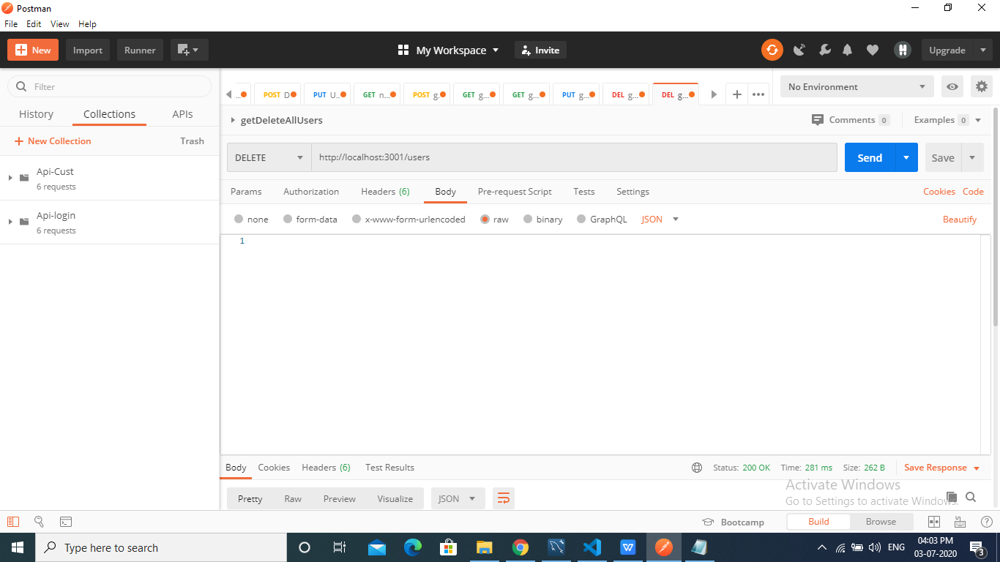 Postman
File Edit View Help
New Import Runner My Workspace Invite Upgrade
Filter
History Collections APIs
New Collection Trash
Api-Cust
6 requests
Api-login
6 requests
... POST D PUT U... GET n... POST g. GET g... GET g... PUT g... DEL g... DEL g... No Environment
getDeleteAllUsers Comments 0 Examples 0
DELETE http://localhost:3001/users Send Save
Params Authorization Headers (6) Body Pre-request Script Tests Settings Cookies Code
none form-data x-www-form-urlencoded raw binary GraphQL JSON Beautify
1
Body Cookies Headers (6) Test Results Status: 200 OK Time: 281 ms Size: 262 B Save Response
Activate Windows
Go to Settings to activate Windows.
Pretty Raw Preview Visualize JSON
Bootcamp Build Browse
Type here to search ENG 04:03 PM
03-07-2020 3